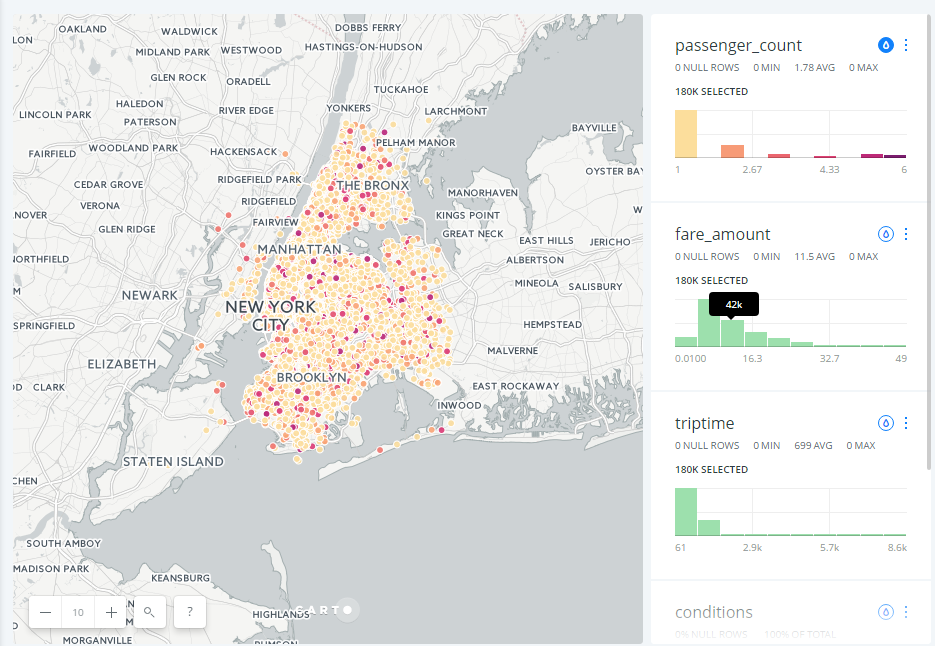 DOBBS FERRY
OAKLAND
WALDWICK
LON
HASTINGS-ON-HUDSON
MIDLAND PARK
WESTWOOD
GLEN ROCK
ORADELL
TUCKAHOE
HALEDON
YONKERS
LARCHMONT
LINCOLN PARK
RIVER EDGE
PATERSON
BAYVILLE
PELHAM MANOR
WOODLAND PARK
FAIRFIELD
HACKENSACK
OYSTER BAY
RIDGEFIELD PARK
CEDAR GROVE
THE BRONX
MANORHAVEN
VERONA
RIDGEFIELD
W
NOVER
KINGS POINT
FAIRVIEW
GLEN RIDGE
GREAT NECK
EAST HILLS
JERICHO
MANHATTAN
ORTHFIELD
ALBERTSON
MINEOLA
SALISBURY
M
NEWARK
NEW YORK
CITY
SPRINGFIELD
HEMPSTEAD
MALVERNE
ELIZABETH
BROOKLYN
D
CLARK
EAST ROCKAWAY
INWOOD
STATEN ISLAND
CHEN
SOUTH AMBOY
MADISON PARK
KEANSBURG
HIGHLANDS
CARTO
MORGANVILLE
RUMSON
− 10 +
?
passenger_count
0 NULL ROWS 0 MIN 1.78 AVG 0 MAX
180K SELECTED
1 2.67 4.33 6
fare_amount
0 NULL ROWS 0 MIN 11.5 AVG 0 MAX
180K SELECTED
42k
0.0100 16.3 32.7 49
triptime
0 NULL ROWS 0 MIN 699 AVG 0 MAX
180K SELECTED
61 2.9k 5.7k 8.6k
conditions
0% NULL ROWS 100% OF TOTAL